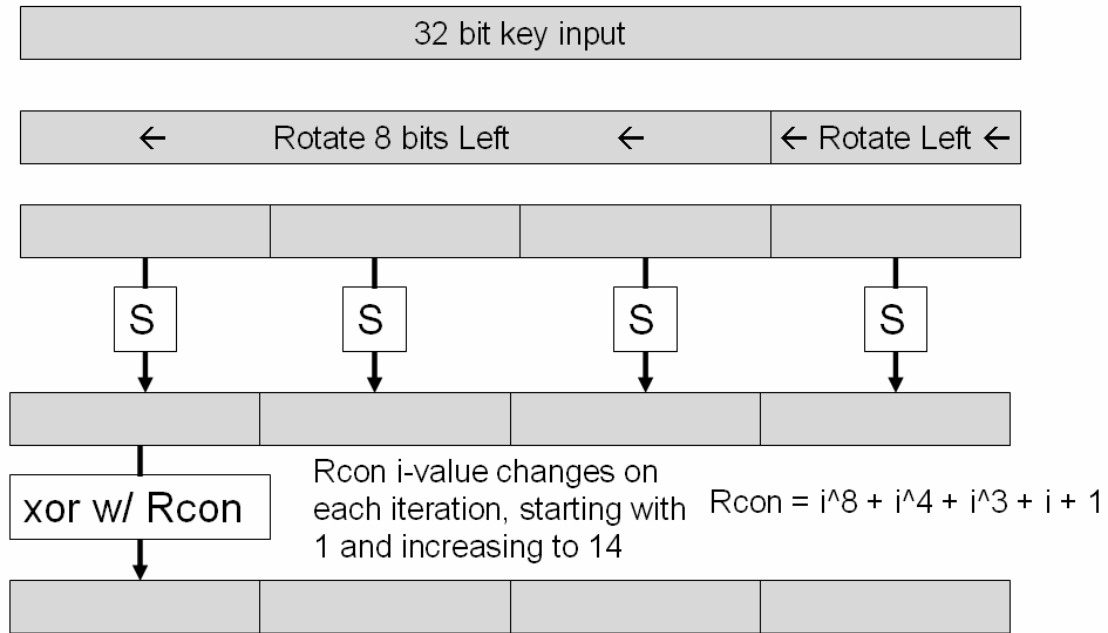 32 bit key input
← Rotate 8 bits Left ← ← Rotate Left ←
S S S S
xor w/ Rcon
Rcon i-value changes on
each iteration, starting with
1 and increasing to 14
Rcon = i^8 + i^4 + i^3 + i + 1